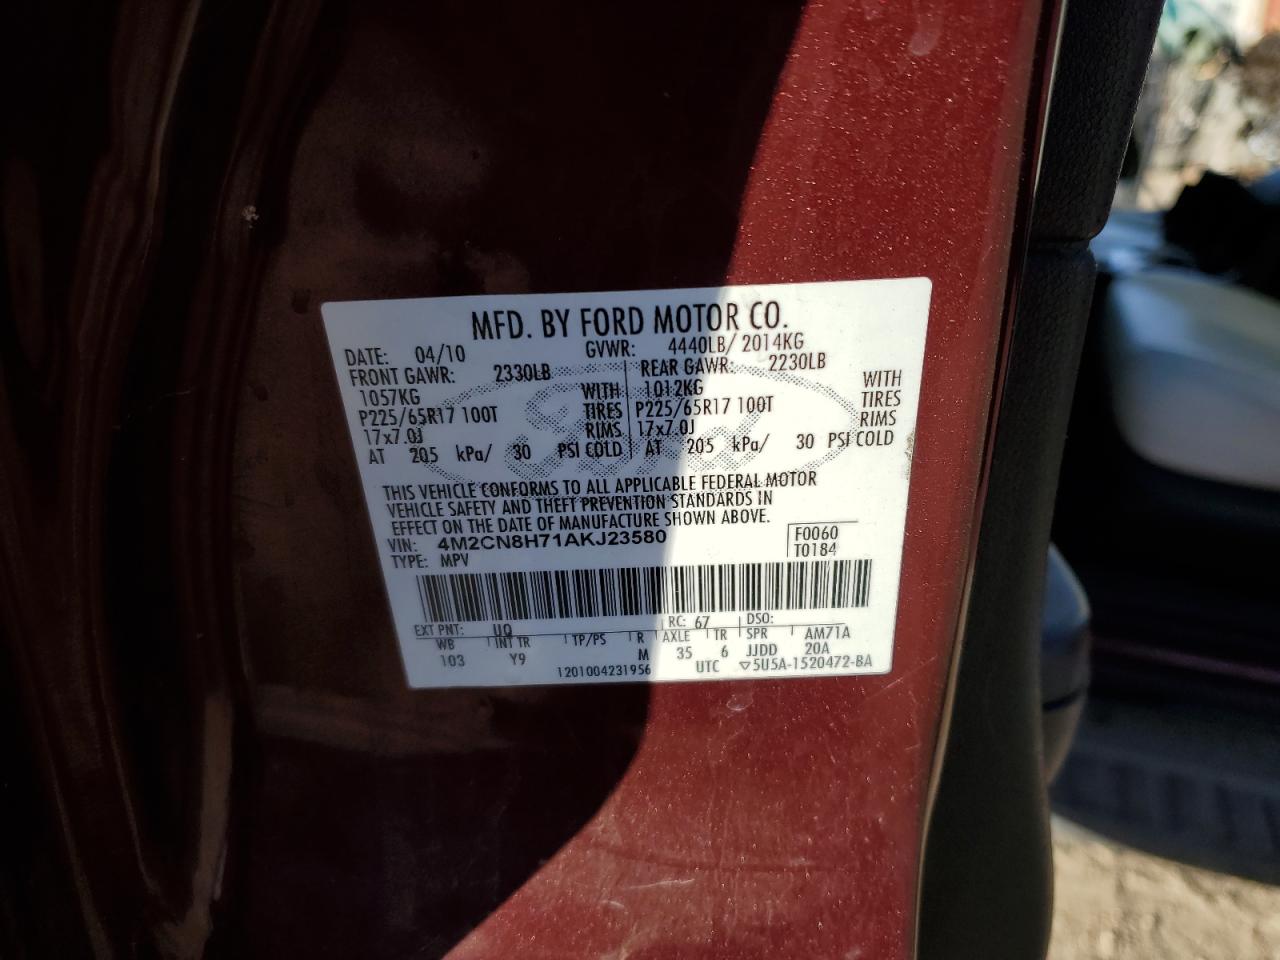 MFD. BY FORD MOTOR CO.
DATE: 04/10 GVWR: 4440LB/ 2014KG
FRONT GAWR: 2330LB REAR GAWR: 2230LB
1057KG WITH 1012KG WITH
P225/65R17 100T TIRES P225/65R17 100T TIRES
17x7.0J RIMS 17x7.0J RIMS
AT 205 kPa/ 30 PSI COLD AT 205 kPa/ 30 PSI COLD
THIS VEHICLE CONFORMS TO ALL APPLICABLE FEDERAL MOTOR
VEHICLE SAFETY AND THEFT PREVENTION STANDARDS IN
EFFECT ON THE DATE OF MANUFACTURE SHOWN ABOVE.
VIN: 4M2CN8H71AKJ23580 F0060
TYPE: MPV T0184
EXT PNT: UQ RC: 67 DSO:
WB INT TR TP/PS R AXLE TR SPR AM71A
103 Y9 M 35 6 JJDD 20A
1201004231956 UTC ▽5U5A-1520472-BA